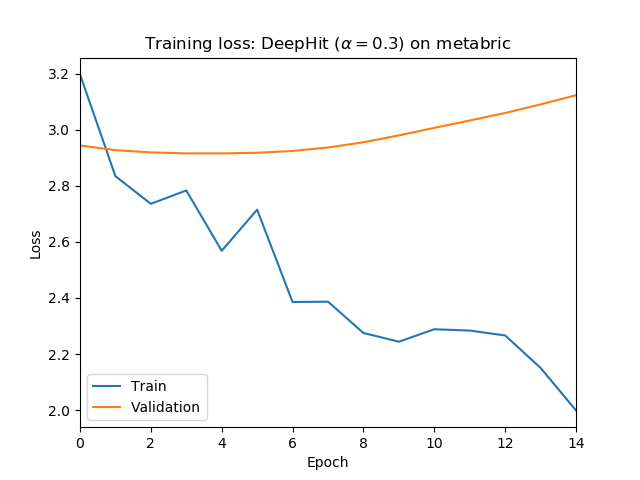 Training loss: DeepHit (α = 0.3) on metabric
3.2
3.0
2.8
2.6
2.4
2.2
2.0
Loss
Train
Validation
0 2 4 6 8 10 12 14
Epoch